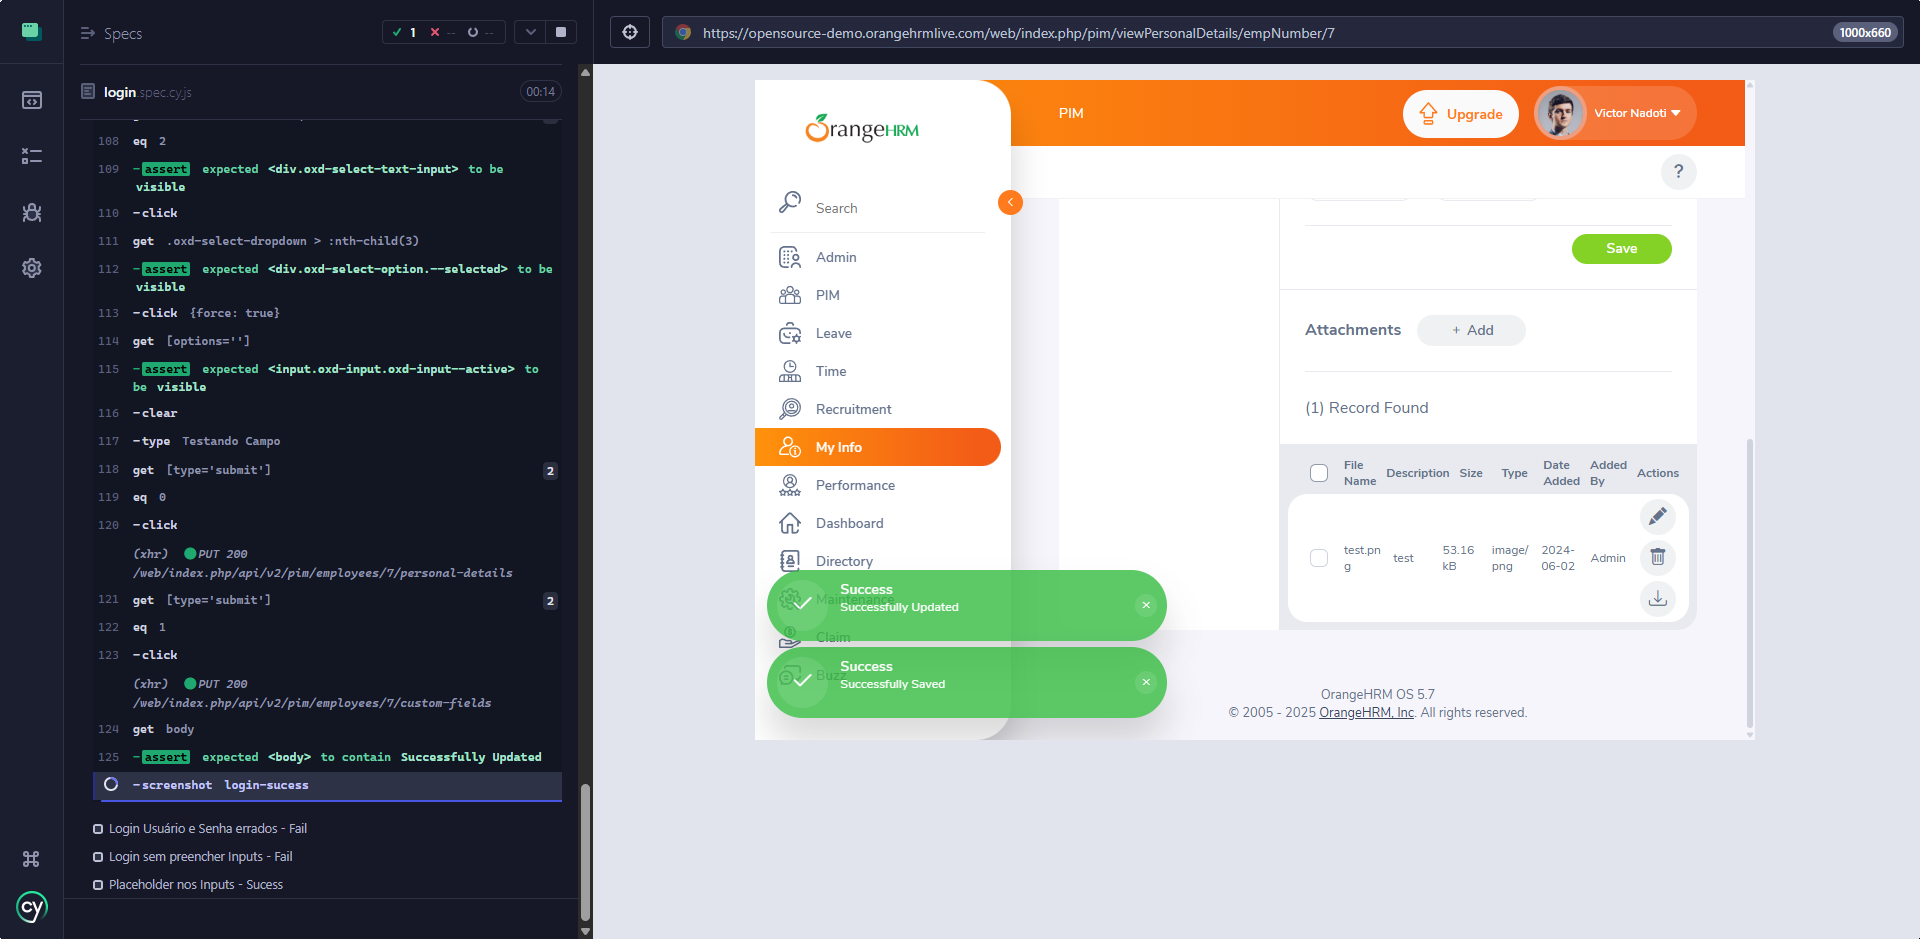 Specs
1
--
--
login.spec.cy.js
00:14
108 eq 2
109 -assert expected <div.oxd-select-text-input> to be
visible
110 -click
111 get .oxd-select-dropdown > :nth-child(3)
112 -assert expected <div.oxd-select-option.--selected> to be
visible
113 -click {force: true}
114 get [options='']
115 -assert expected <input.oxd-input.oxd-input--active> to
be visible
116 -clear
117 -type Testando Campo
118 get [type='submit'] 2
119 eq 0
120 -click
(xhr) PUT 200
/web/index.php/api/v2/pim/employees/7/personal-details
121 get [type='submit'] 2
122 eq 1
123 -click
(xhr) PUT 200
/web/index.php/api/v2/pim/employees/7/custom-fields
124 get body
125 -assert expected <body> to contain Successfully Updated
-screenshot login-sucess
Login Usuário e Senha errados - Fail
Login sem preencher Inputs - Fail
Placeholder nos Inputs - Sucess
cy
https://opensource-demo.orangehrmlive.com/web/index.php/pim/viewPersonalDetails/empNumber/7
1000x660
OrangeHRM
PIM
Upgrade
Victor Nadoti
?
Search
Admin
PIM
Leave
Time
Recruitment
My Info
Performance
Dashboard
Directory
Maintenance
Claim
Buzz
Success
Successfully Updated
Success
Successfully Saved
Save
Attachments
+ Add
(1) Record Found
File Name
Description
Size
Type
Date Added
Added By
Actions
test.png
test
53.16 kB
image/png
2024-06-02
Admin
OrangeHRM OS 5.7
© 2005 - 2025 OrangeHRM, Inc. All rights reserved.